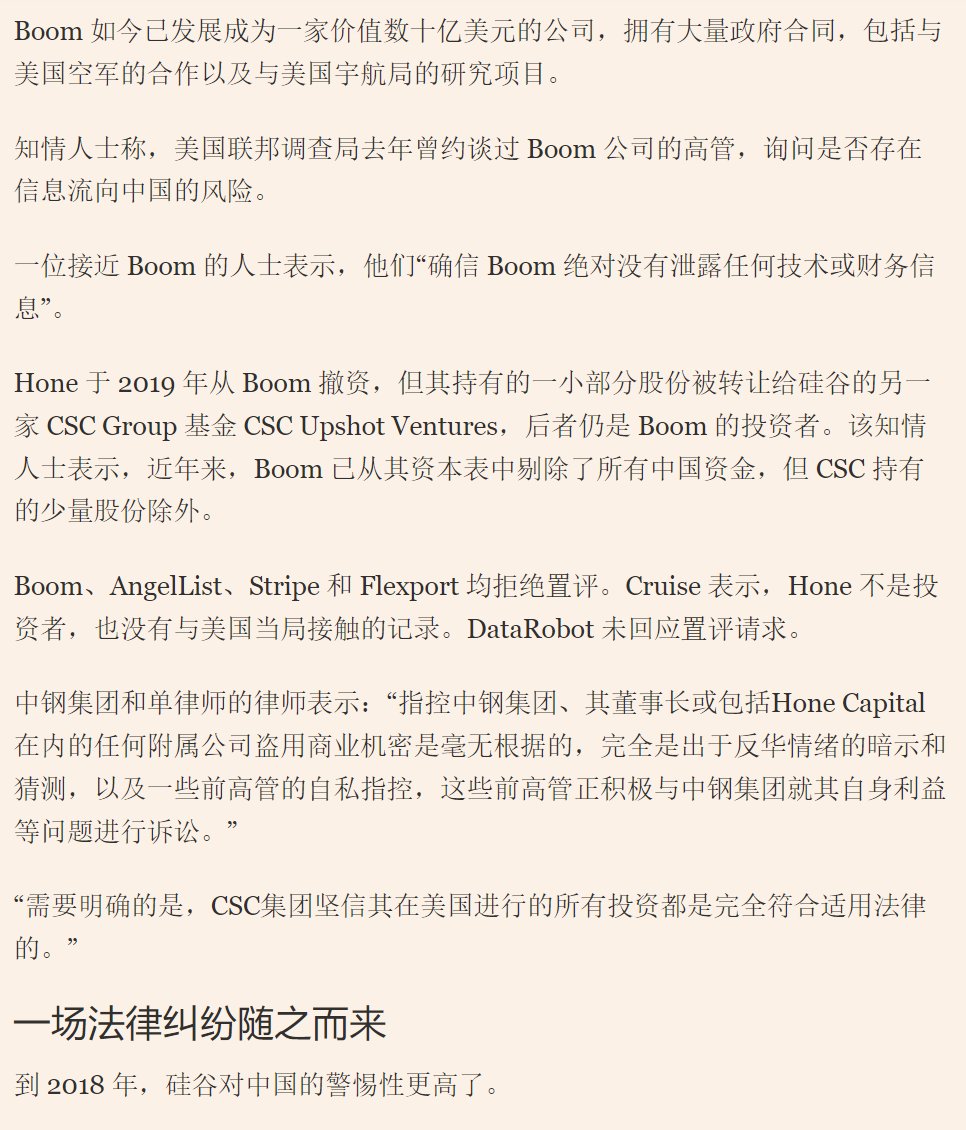 Boom 如今已发展成为一家价值数十亿美元的公司，拥有大量政府合同，包括与
美国空军的合作以及与美国宇航局的研究项目。
知情人士称，美国联邦调查局去年曾约谈过 Boom 公司的高管，询问是否存在
信息流向中国的风险。
一位接近 Boom 的人士表示，他们“确信 Boom 绝对没有泄露任何技术或财务信
息”。
Hone 于 2019 年从 Boom 撤资，但其持有的一小部分股份被转让给硅谷的另一
家 CSC Group 基金 CSC Upshot Ventures，后者仍是 Boom 的投资者。该知情
人士表示，近年来，Boom 已从其资本表中剔除了所有中国资金，但 CSC 持有
的少量股份除外。
Boom、AngelList、Stripe 和 Flexport 均拒绝置评。Cruise 表示，Hone 不是投
资者，也没有与美国当局接触的记录。DataRobot 未回应置评请求。
中钢集团和单律师的律师表示：“指控中钢集团、其董事长或包括Hone Capital
在内的任何附属公司盗用商业机密是毫无根据的，完全是出于反华情绪的暗示和
猜测，以及一些前高管的自私指控，这些前高管正积极与中钢集团就其自身利益
等问题进行诉讼。”
“需要明确的是，CSC集团坚信其在美国进行的所有投资都是完全符合适用法律
的。”
一场法律纠纷随之而来
到 2018 年，硅谷对中国的警惕性更高了。